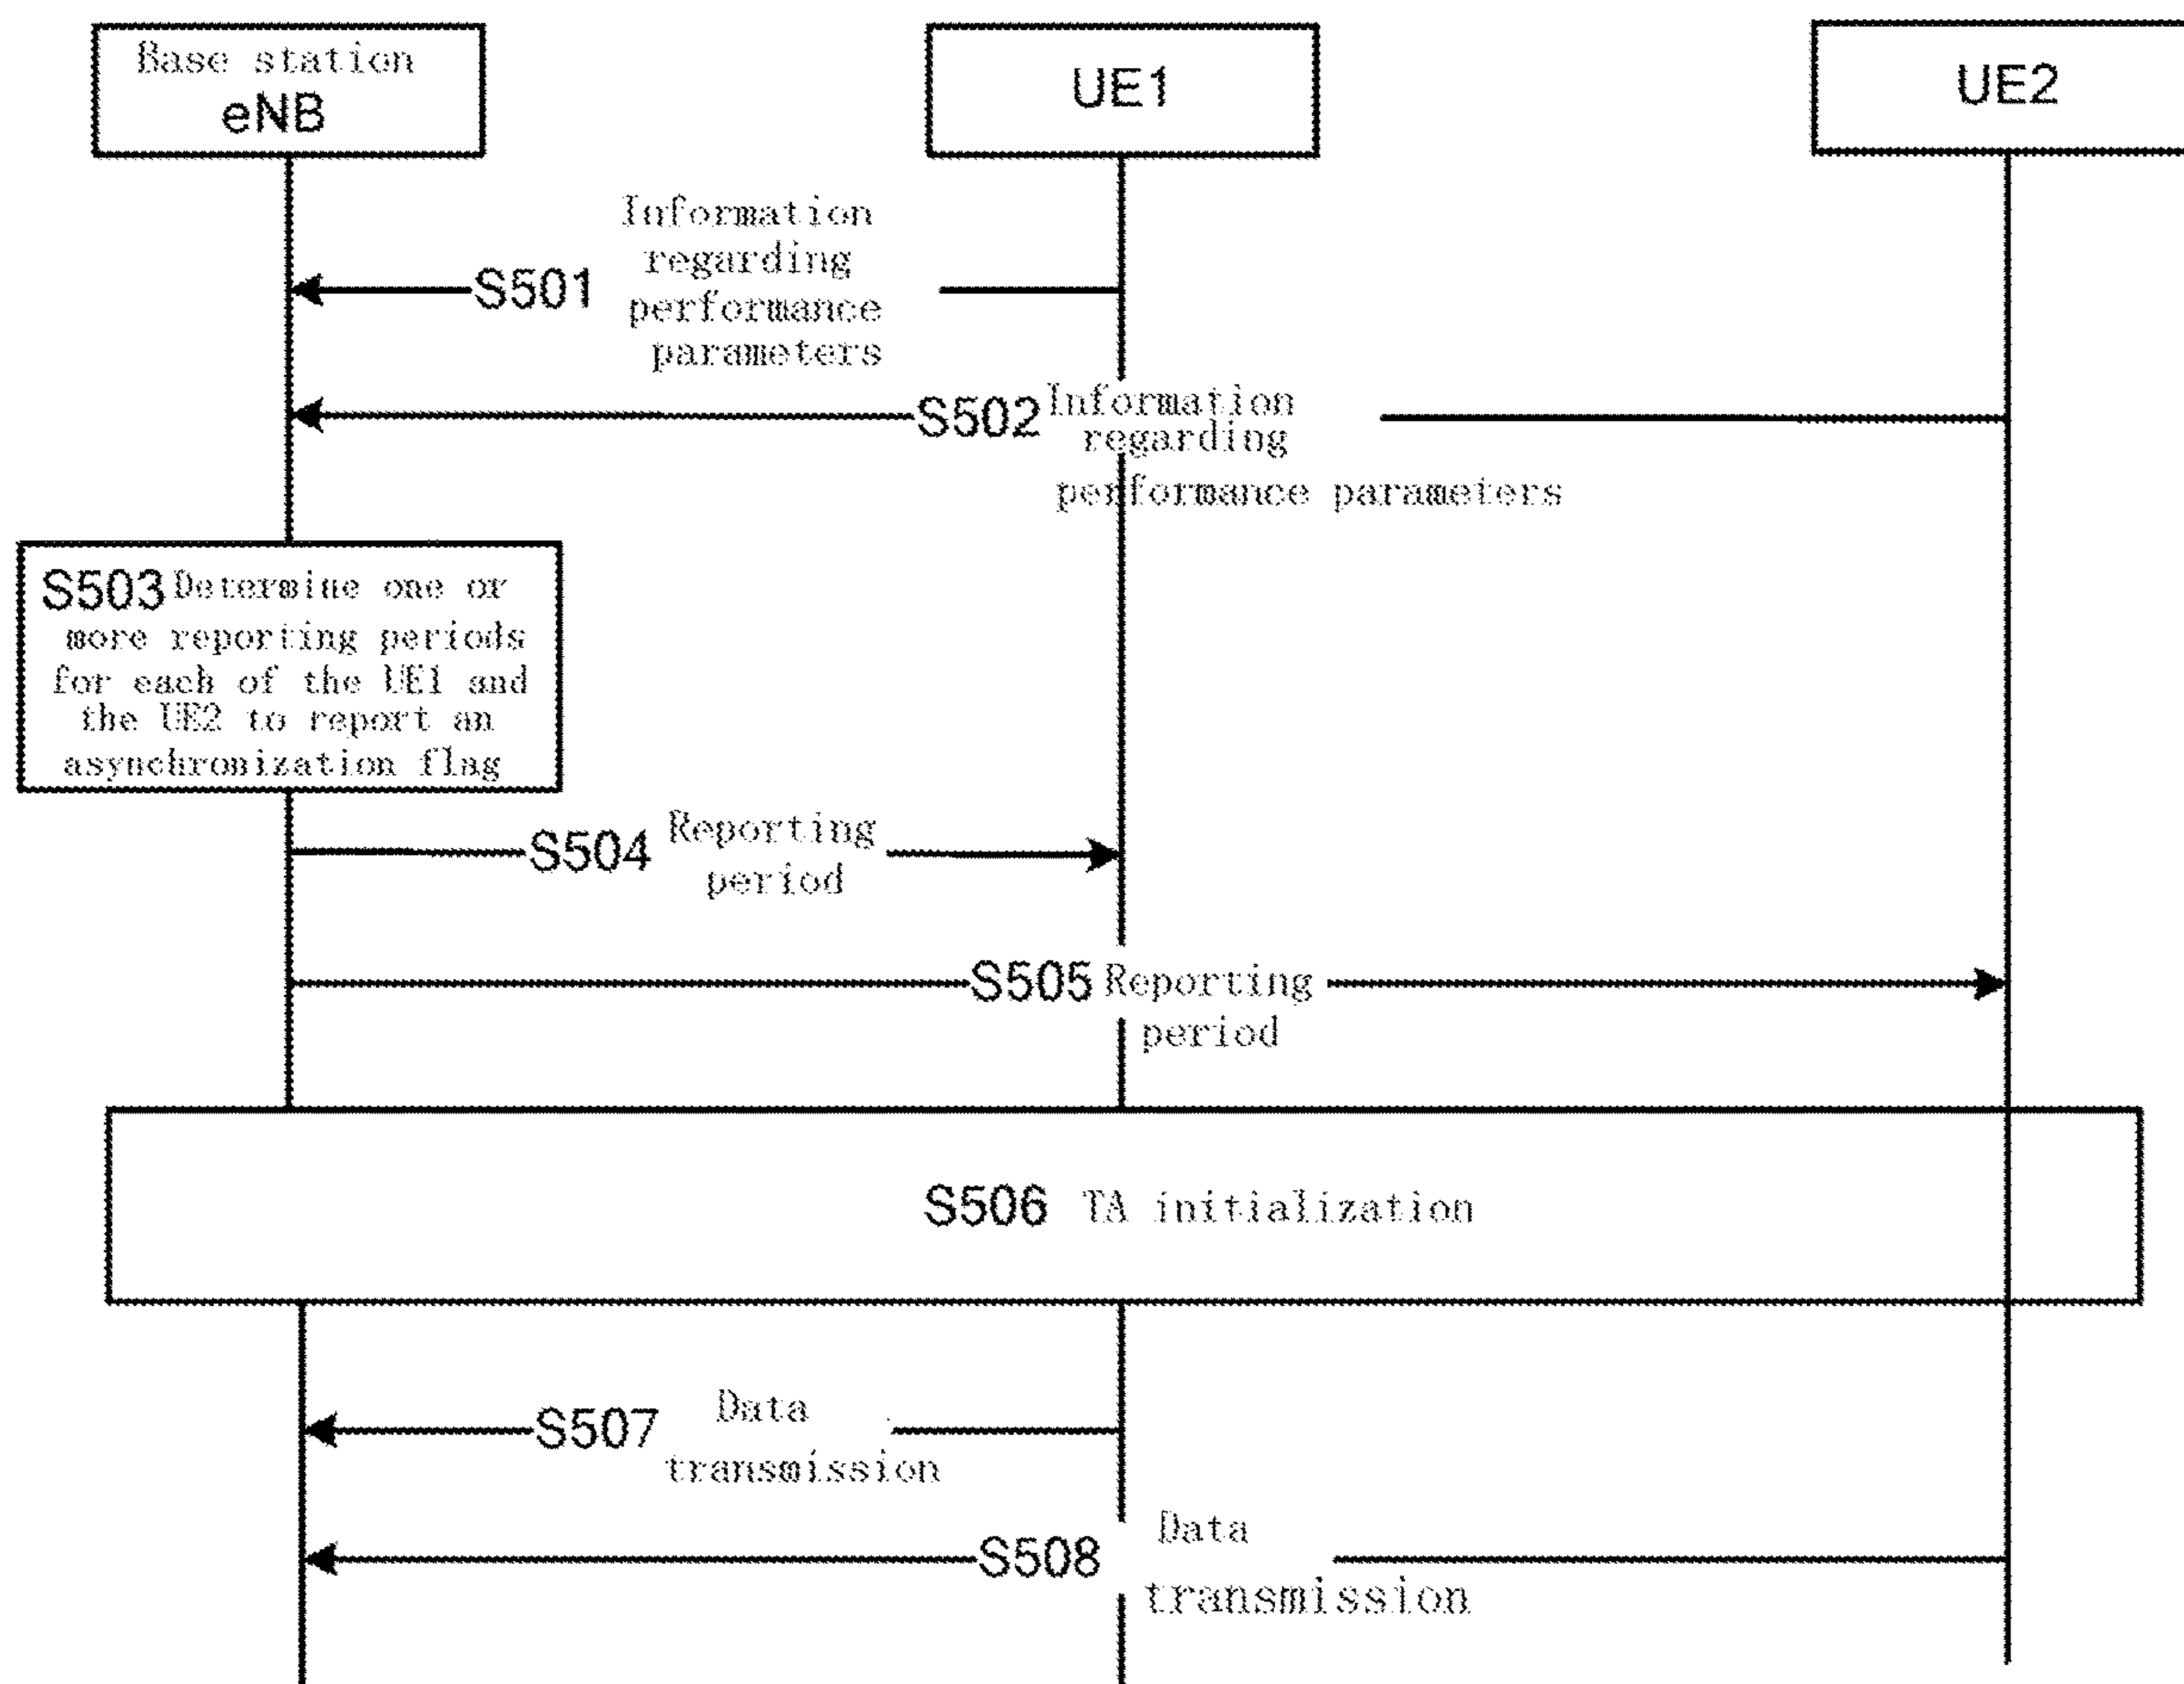 Base station
eNB
UE1
UE2
Information
regarding
S501
performance
parameters
S502 Information
regarding
performance parameters
S503 Determine one or
more reporting periods
for each of the UE1 and
the UE2 to report an
asynchronization flag
S504 Reporting
period
S505 Reporting
period
S506 TA initialization
S507 Data
transmission
S508 Data
transmission